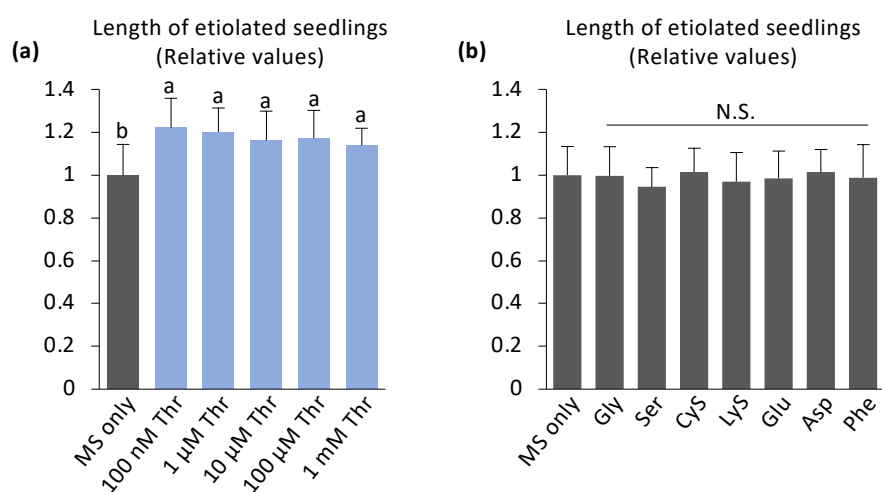 (a)
Length of etiolated seedlings
(Relative values)
1.4
1.2
1
0.8
0.6
0.4
0.2
0
b
a
a
a
a
a
MS only
100 nM Thr
1 µM Thr
10 µM Thr
100 µM Thr
1 mM Thr
(b)
Length of etiolated seedlings
(Relative values)
1.4
1.2
1
0.8
0.6
0.4
0.2
0
N.S.
MS only
Gly
Ser
CyS
LyS
Glu
Asp
Phe